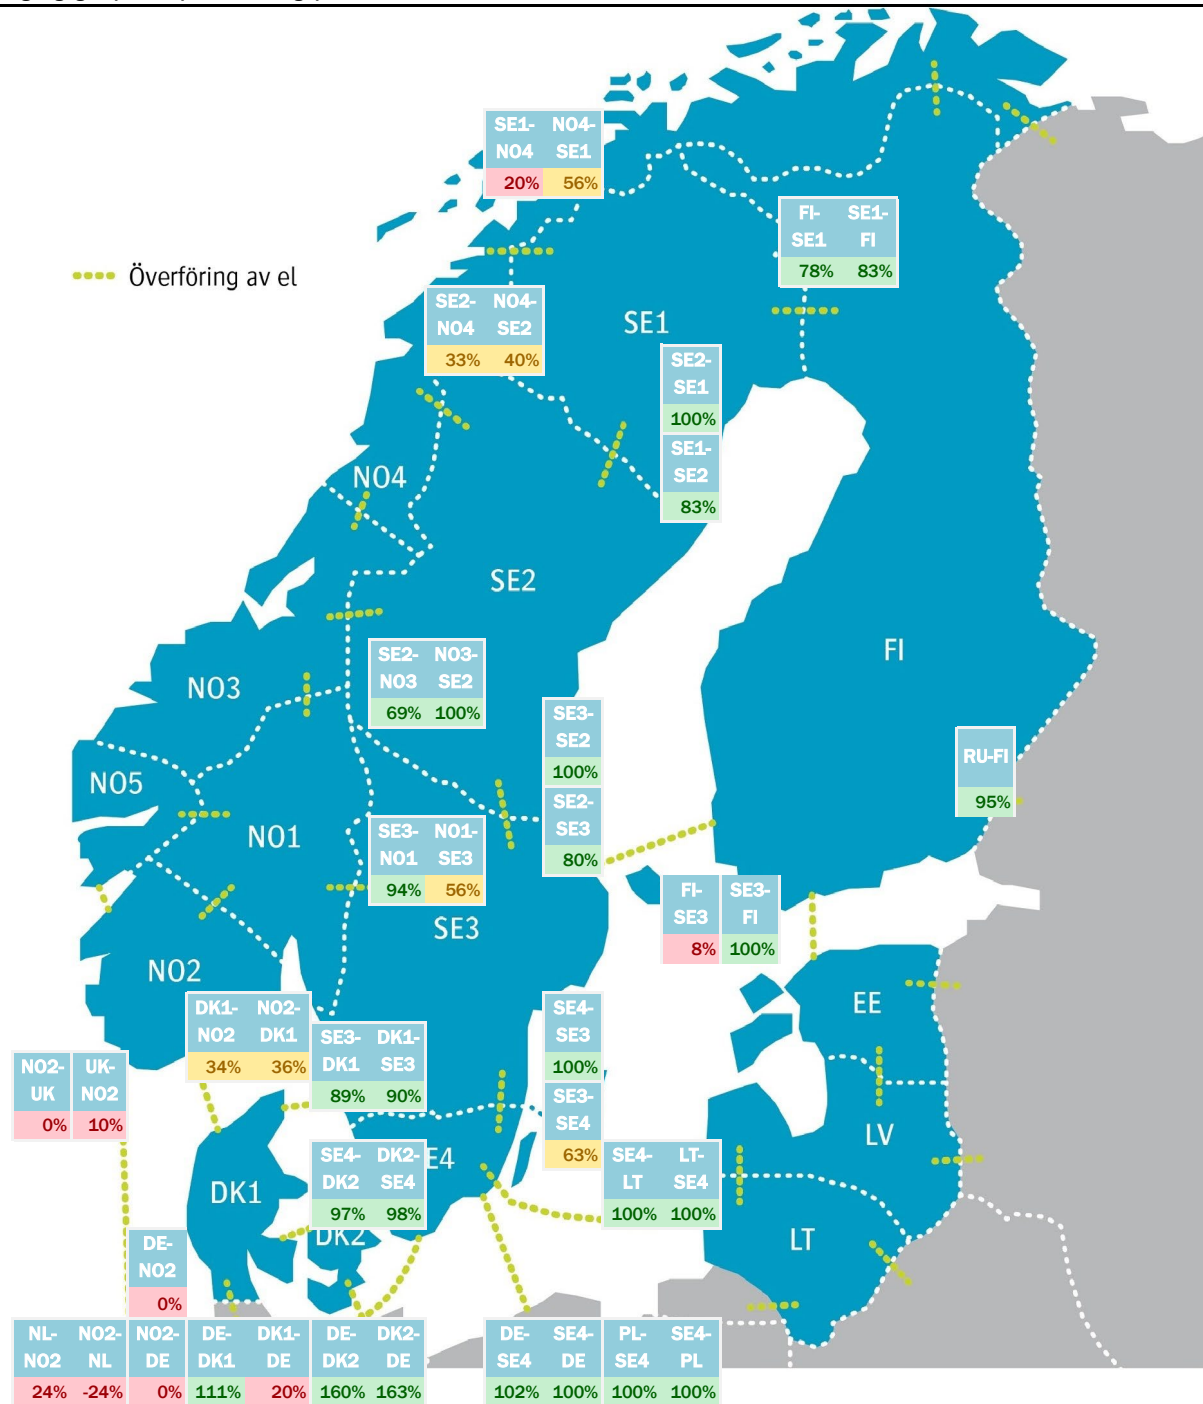 SE1- NO4-
NO4 SE1
20% 56%
FI- SE1-
SE1 FI
78% 83%
Överföring av el
SE2- NO4-
NO4 SE2
33% 40%
SE1
SE2-
SE1
100%
SE1-
SE2
83%
NO4
SE2
FI
SE2- NO3-
NO3 SE2
69% 100%
NO3
SE3-
SE2
100%
SE2-
SE3
80%
RU-FI
95%
NO5
NO1
SE3- NO1-
NO1 SE3
94% 56%
SE3
FI- SE3-
SE3 FI
8% 100%
NO2
EE
DK1- NO2-
NO2 DK1
34% 36%
SE3- DK1-
DK1 SE3
89% 90%
SE4-
SE3
100%
SE3-
SE4
63%
NO2- UK-
UK NO2
0% 10%
LV
SE4- DK2-
DK2 SE4
97% 98%
E4
SE4- LT-
LT SE4
100% 100%
DK1
DK2
LT
DE-
NO2
0%
NL- NO2- NO2- DE- DK1- DE- DK2- DE- SE4- PL- SE4-
NO2 NL DE DK1 DE DK2 DE SE4 DE SE4 PL
24% -24% 0% 111% 20% 160% 163% 102% 100% 100% 100%